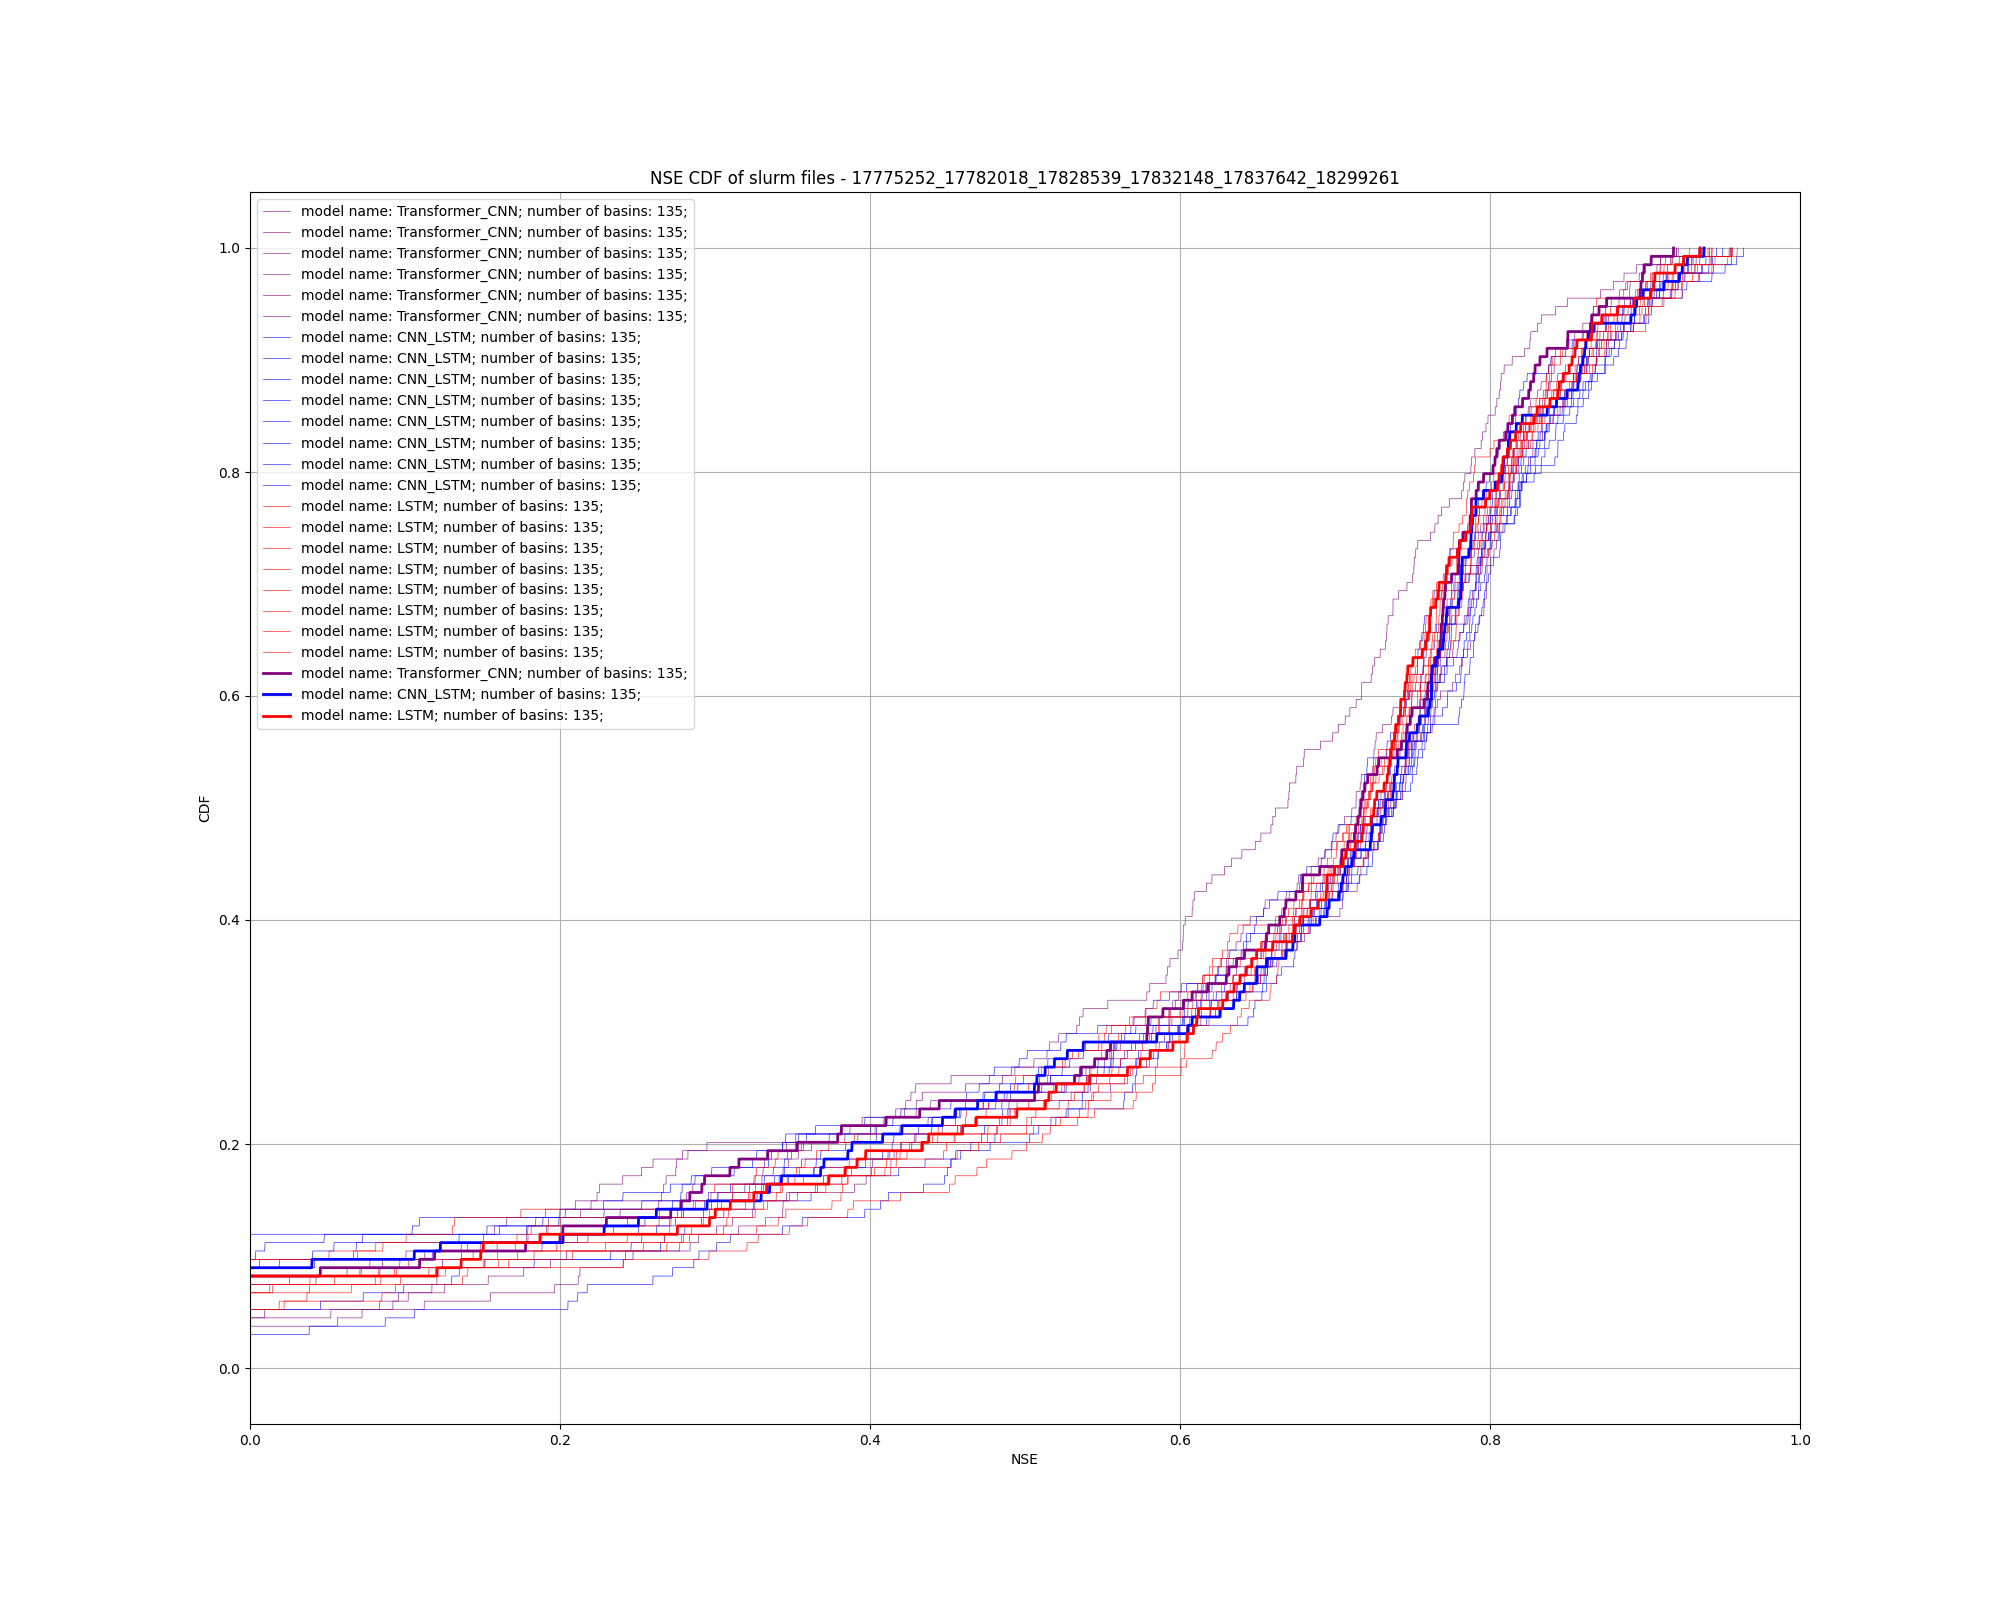 NSE CDF of slurm files - 17775252_17782018_17828539_17832148_17837642_18299261
model name: Transformer_CNN; number of basins: 135;
model name: Transformer_CNN; number of basins: 135;
model name: Transformer_CNN; number of basins: 135;
model name: Transformer_CNN; number of basins: 135;
model name: Transformer_CNN; number of basins: 135;
model name: Transformer_CNN; number of basins: 135;
model name: CNN_LSTM; number of basins: 135;
model name: CNN_LSTM; number of basins: 135;
model name: CNN_LSTM; number of basins: 135;
model name: CNN_LSTM; number of basins: 135;
model name: CNN_LSTM; number of basins: 135;
model name: CNN_LSTM; number of basins: 135;
model name: CNN_LSTM; number of basins: 135;
model name: CNN_LSTM; number of basins: 135;
model name: LSTM; number of basins: 135;
model name: LSTM; number of basins: 135;
model name: LSTM; number of basins: 135;
model name: LSTM; number of basins: 135;
model name: LSTM; number of basins: 135;
model name: LSTM; number of basins: 135;
model name: LSTM; number of basins: 135;
model name: LSTM; number of basins: 135;
model name: Transformer_CNN; number of basins: 135;
model name: CNN_LSTM; number of basins: 135;
model name: LSTM; number of basins: 135;
1.0
0.8
0.6
0.4
0.2
0.0
CDF
0.0 0.2 0.4 0.6 0.8 1.0
NSE